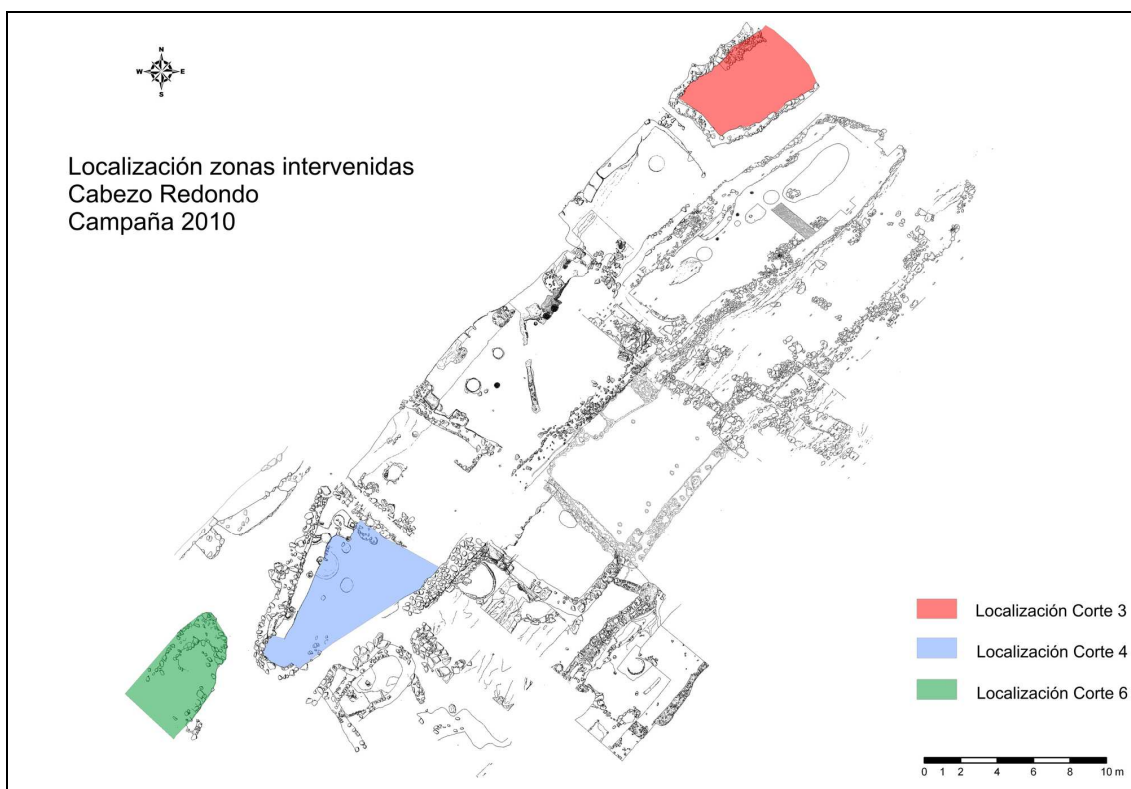 N
W E
S
Localización zonas intervenidas
Cabezo Redondo
Campaña 2010
Localización Corte 3
Localización Corte 4
Localización Corte 6
0 1 2 4 6 8 10 m